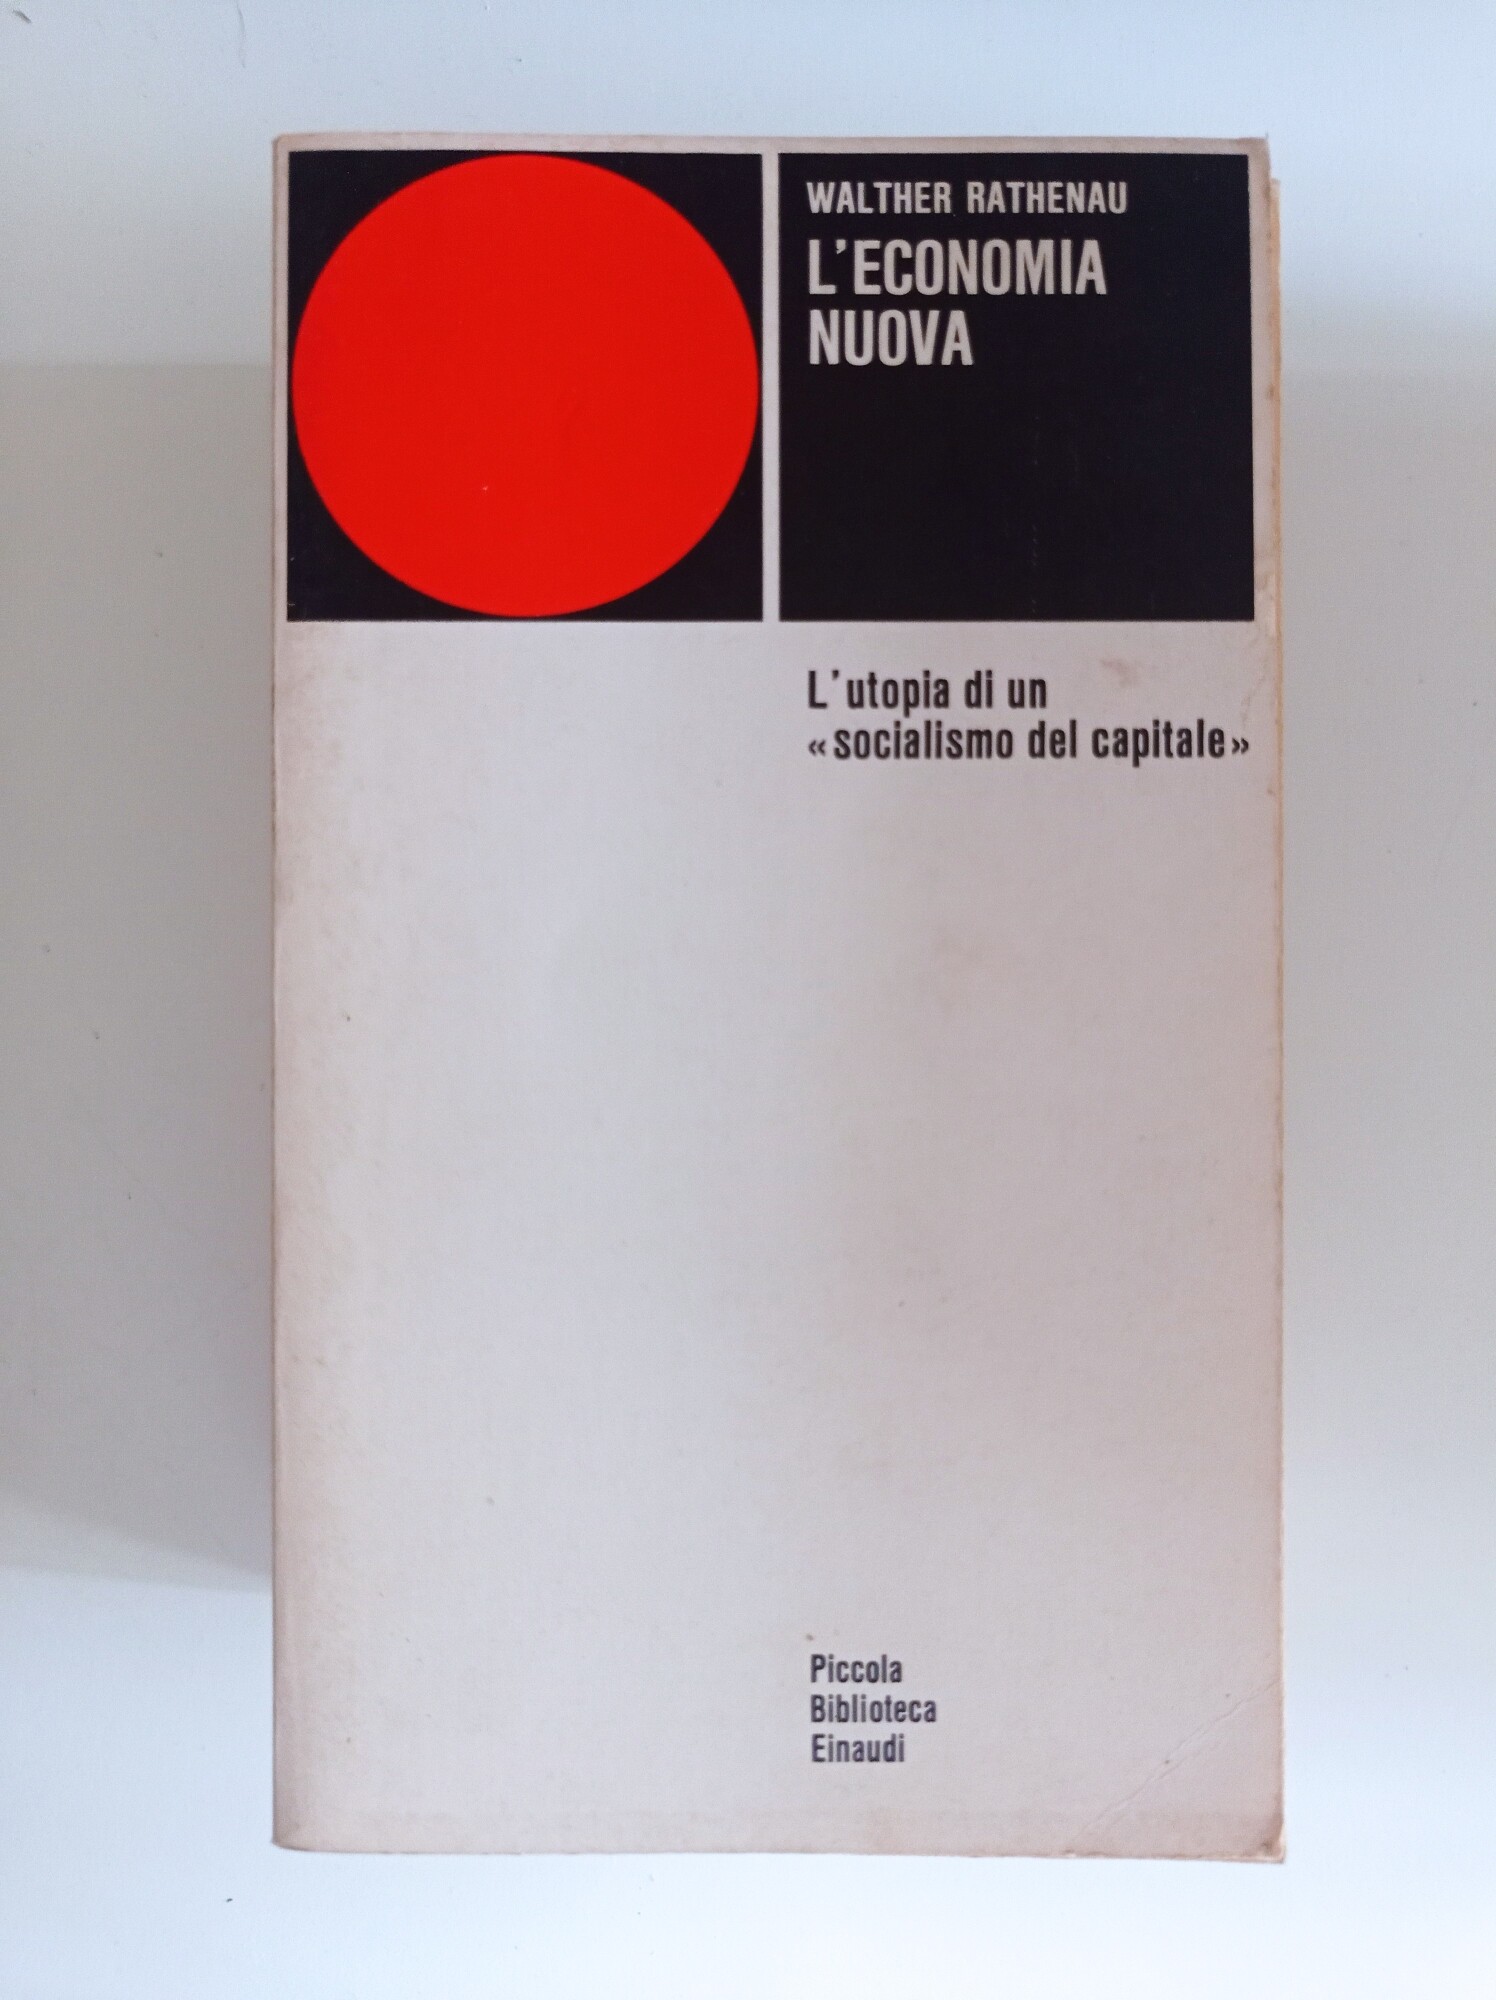 WALTHER RATHENAU
L'ECONOMIA
NUOVA
L'utopia di un
«socialismo del capitale»
Piccola
Biblioteca
Einaudi